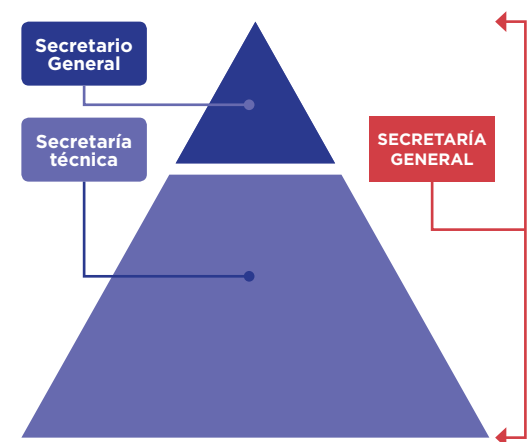 Secretario
General
Secretaría
técnica
SECRETARÍA
GENERAL